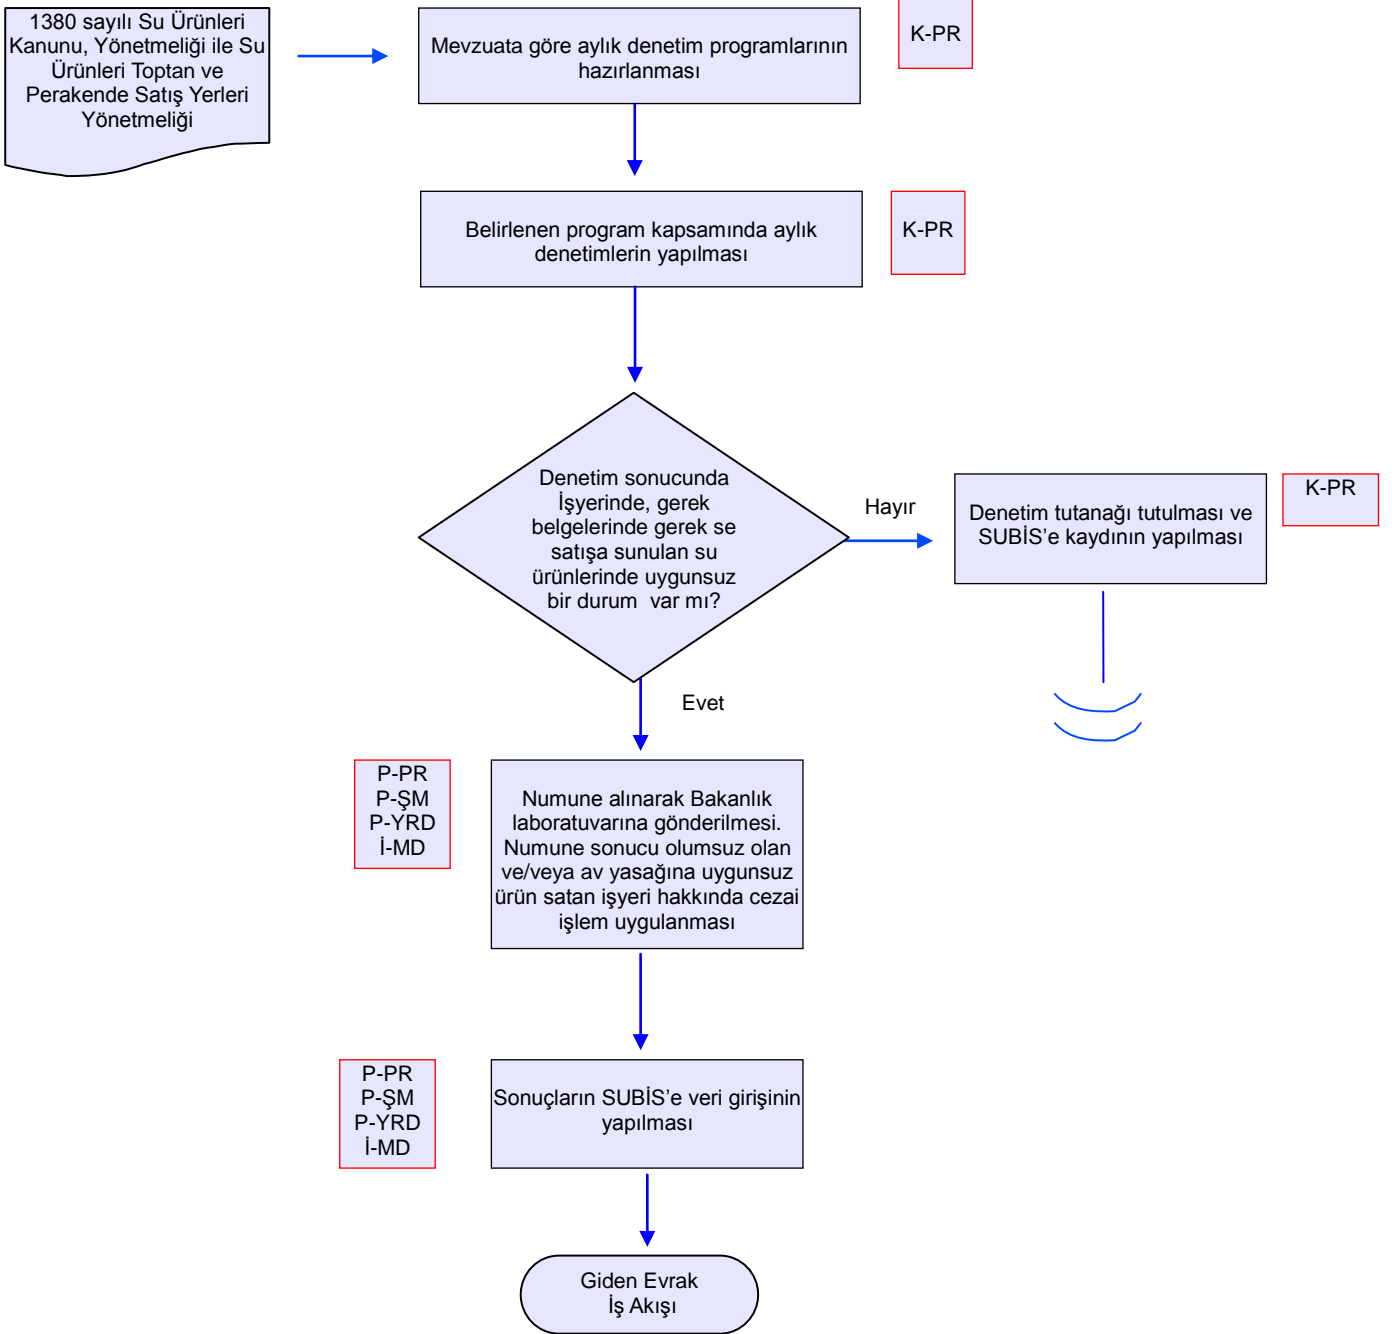 1380 sayılı Su Ürünleri
Kanunu, Yönetmeliği ile Su
Ürünleri Toptan ve
Perakende Satış Yerleri
Yönetmeliği
Mevzuata göre aylık denetim programlarının
hazırlanması
K-PR
Belirlenen program kapsamında aylık
denetimlerin yapılması
K-PR
Denetim sonucunda
İşyerinde, gerek
belgelerinde gerek se
satışa sunulan su
ürünlerinde uygunsuz
bir durum  var mı?
Hayır
Denetim tutanağı tutulması ve
SUBİS’e kaydının yapılması
K-PR
Evet
P-PR
P-ŞM
P-YRD
İ-MD
Numune alınarak Bakanlık
laboratuvarına gönderilmesi.
Numune sonucu olumsuz olan
ve/veya av yasağına uygunsuz
ürün satan işyeri hakkında cezai
işlem uygulanması
P-PR
P-ŞM
P-YRD
İ-MD
Sonuçların SUBİS’e veri girişinin
yapılması
Giden Evrak
İş Akışı